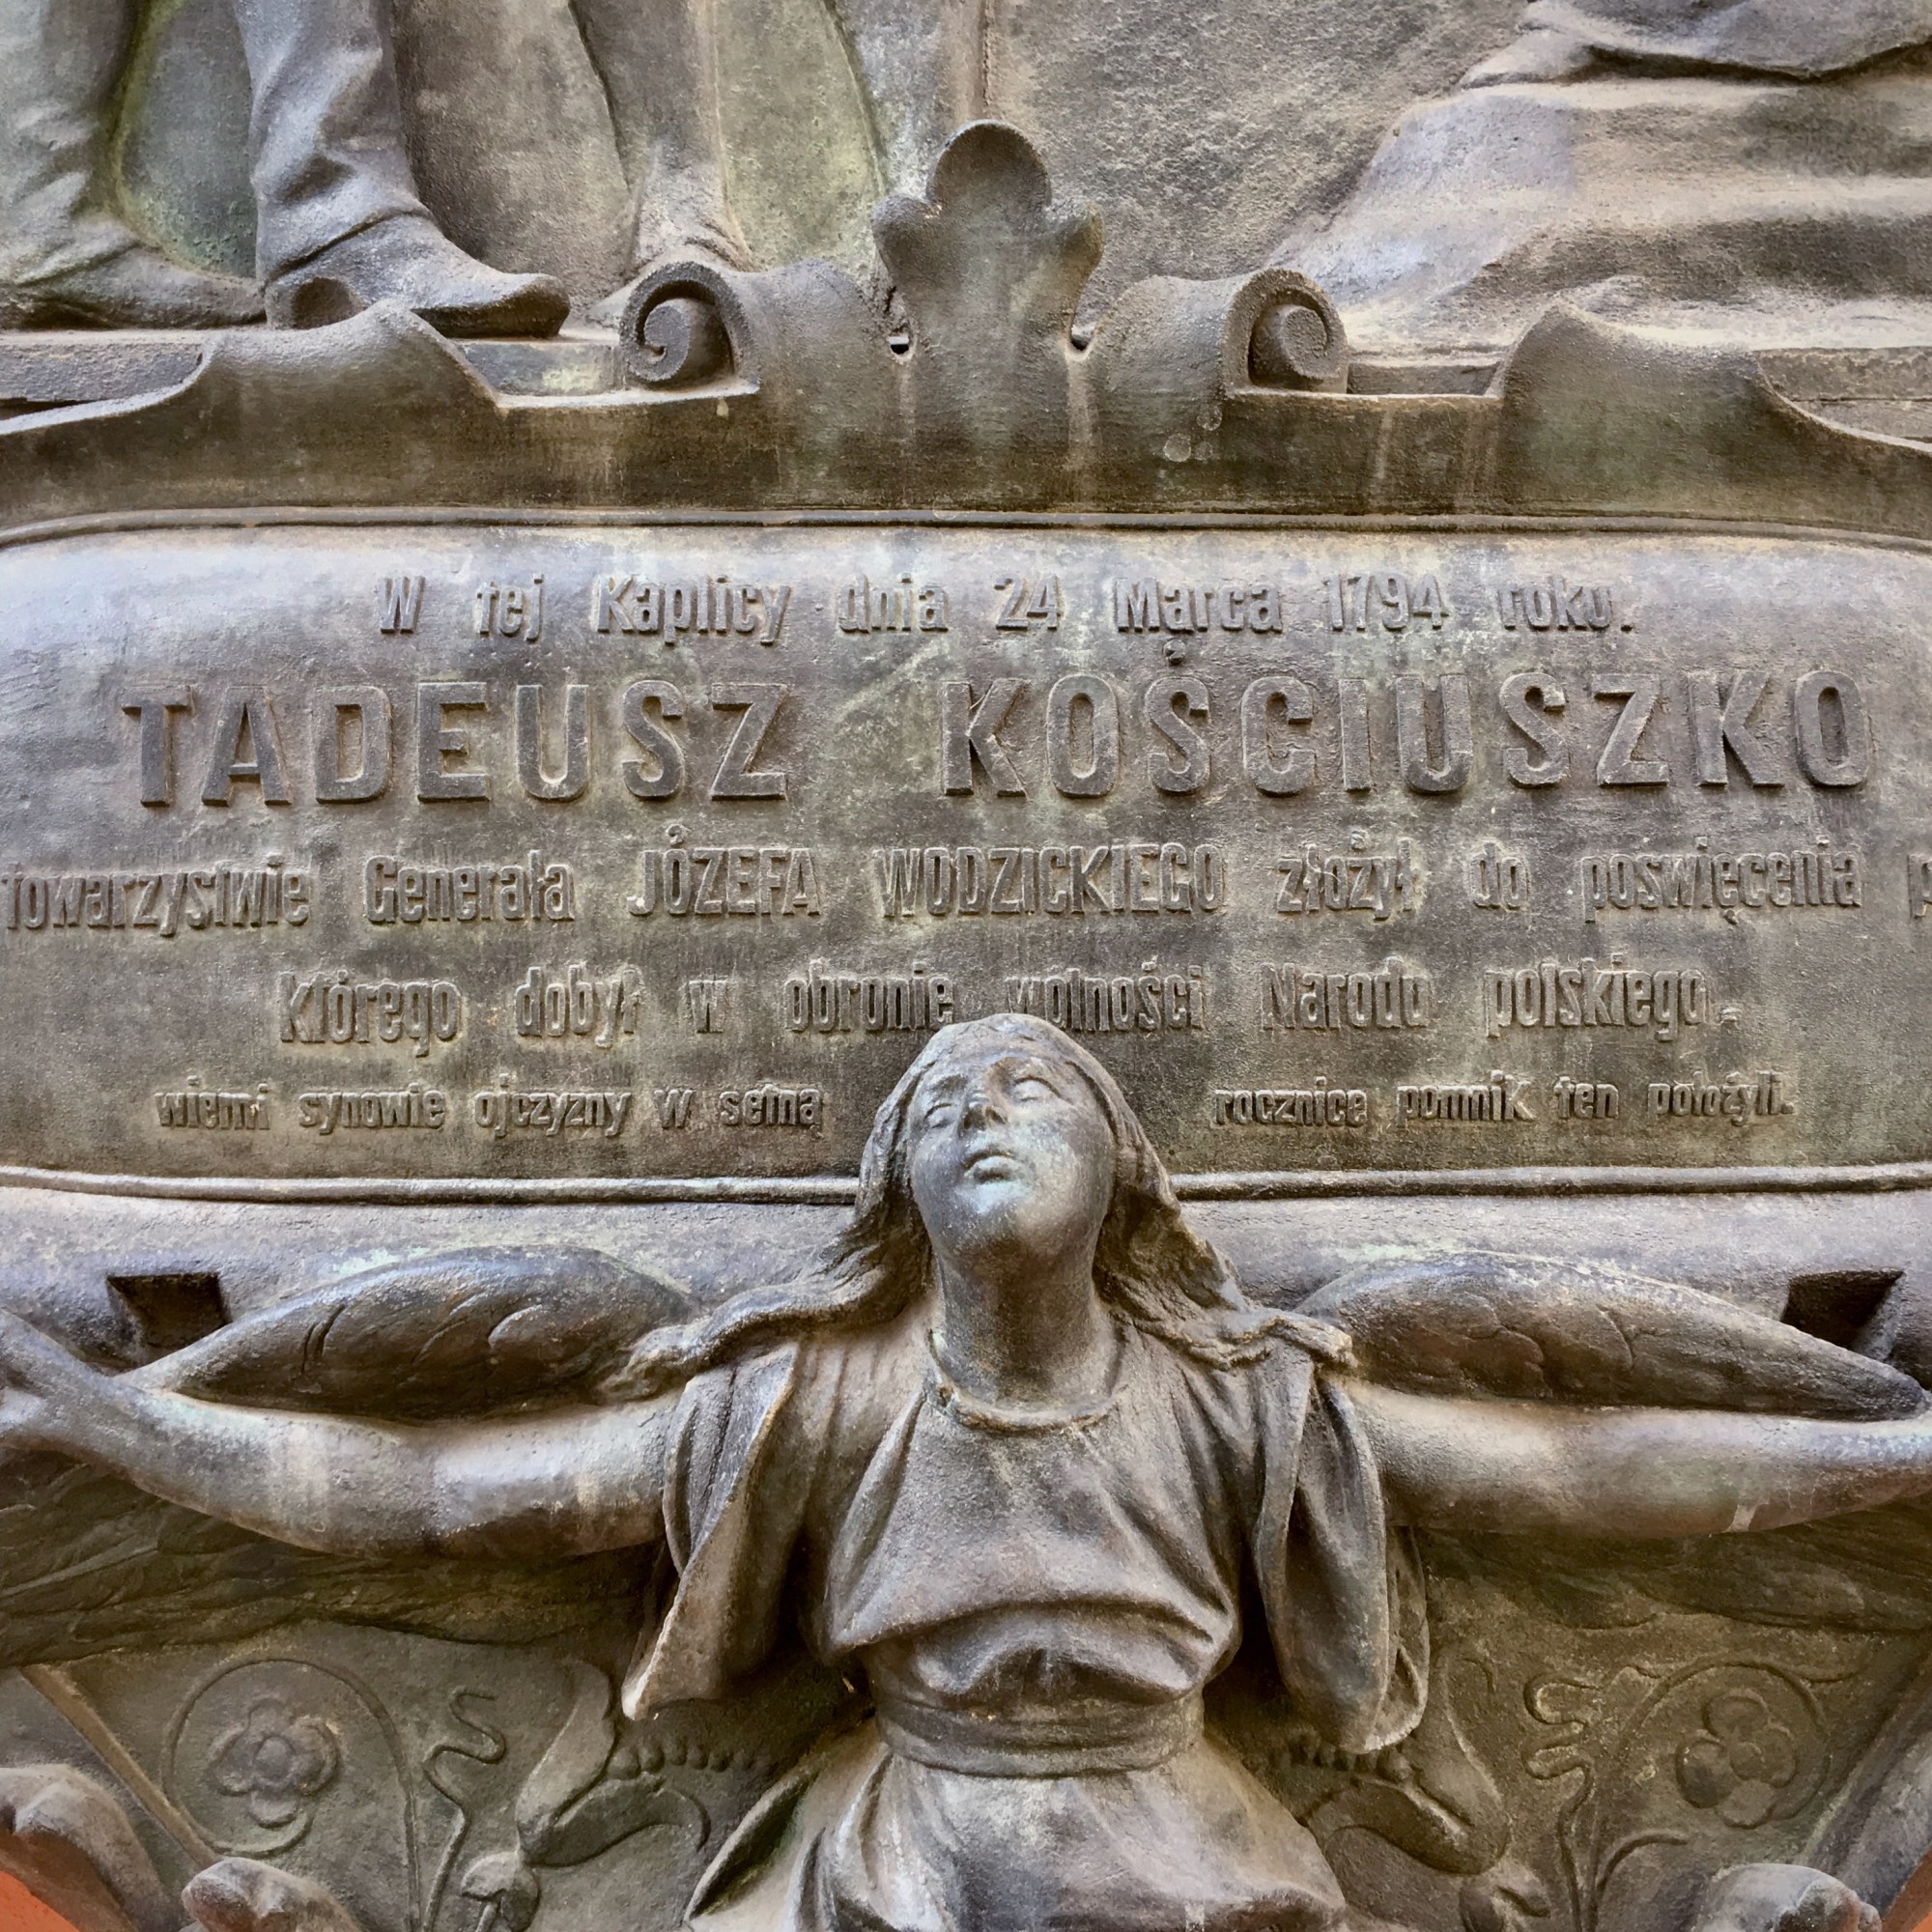 W tej Kaplicy dnia 24 Marca 1794 roku.
TADEUSZ KOŚCIUSZKO
towarzystwie Generała JÓZEFA WODZICKIEGO złożył do poswięcenia
którego dobył w obronie wolności Narodu polskiego.
wierni synowie ojczyzny w setną rocznicę pomnik ten położyli.